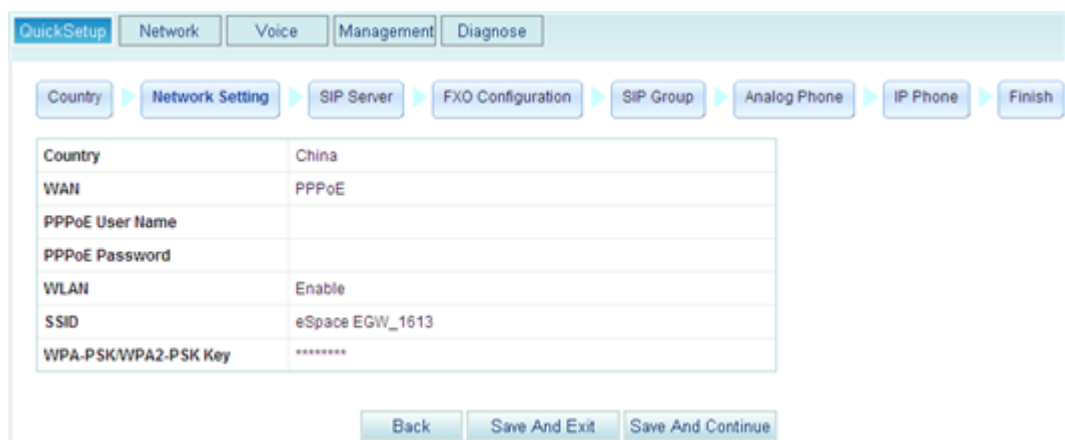 QuickSetup Network Voice Management Diagnose
Country Network Setting SIP Server FXO Configuration SIP Group Analog Phone IP Phone Finish
Country China
WAN PPPoE
PPPoE User Name
PPPoE Password
WLAN Enable
SSID eSpace EGW_1613
WPA-PSK/WPA2-PSK Key ********
Back Save And Exit Save And Continue